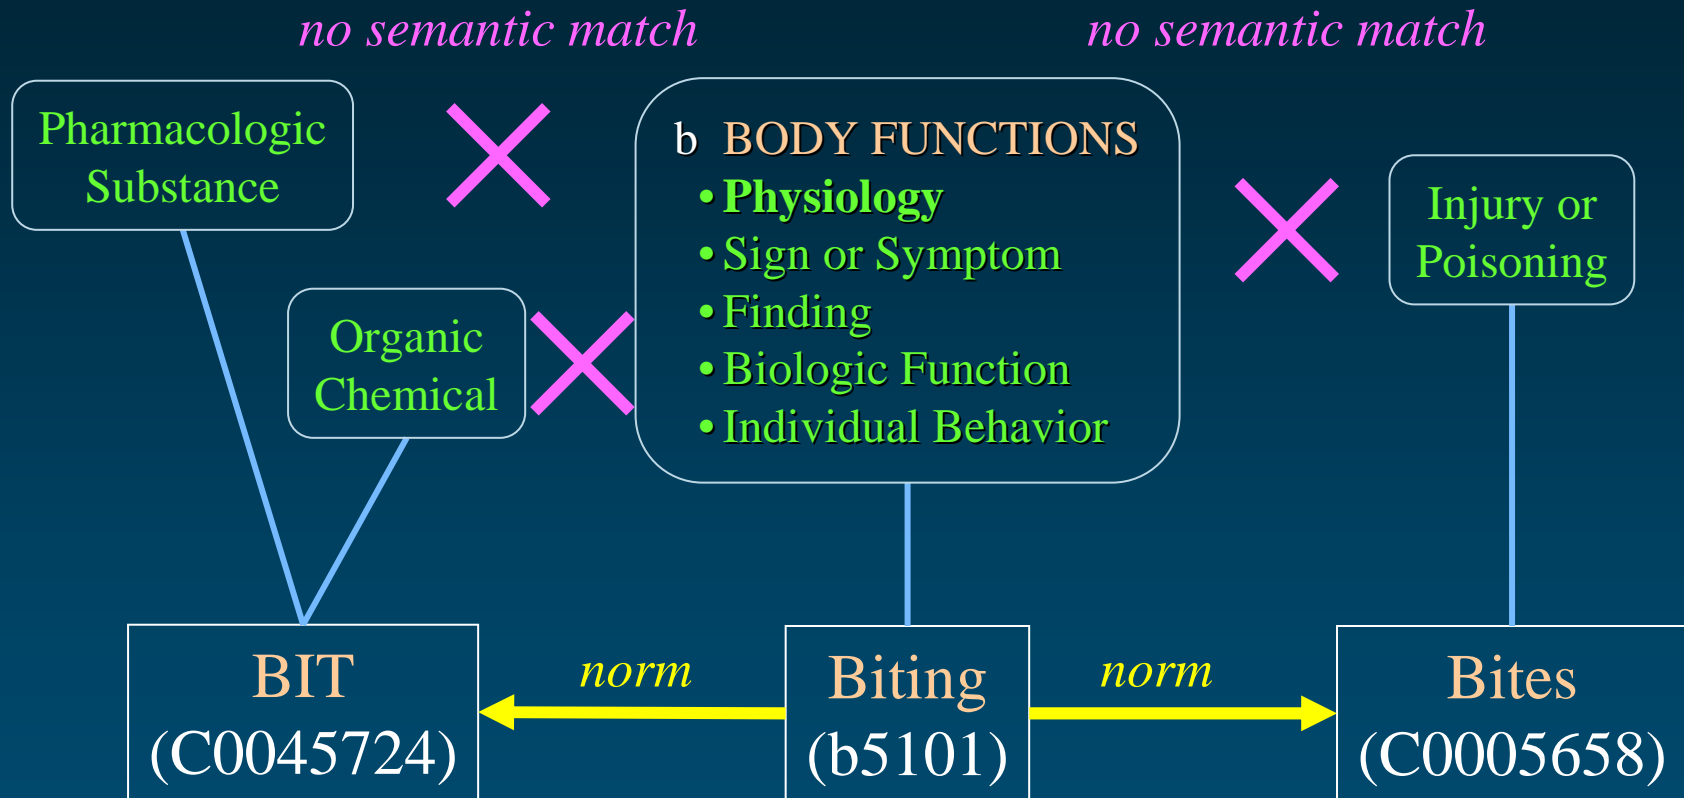 no semantic match
no semantic match
Pharmacologic
Substance
Organic
Chemical
b BODY FUNCTIONS
• Physiology
• Sign or Symptom
• Finding
• Biologic Function
• Individual Behavior
Injury or
Poisoning
BIT
(C0045724)
norm
Biting
(b5101)
norm
Bites
(C0005658)